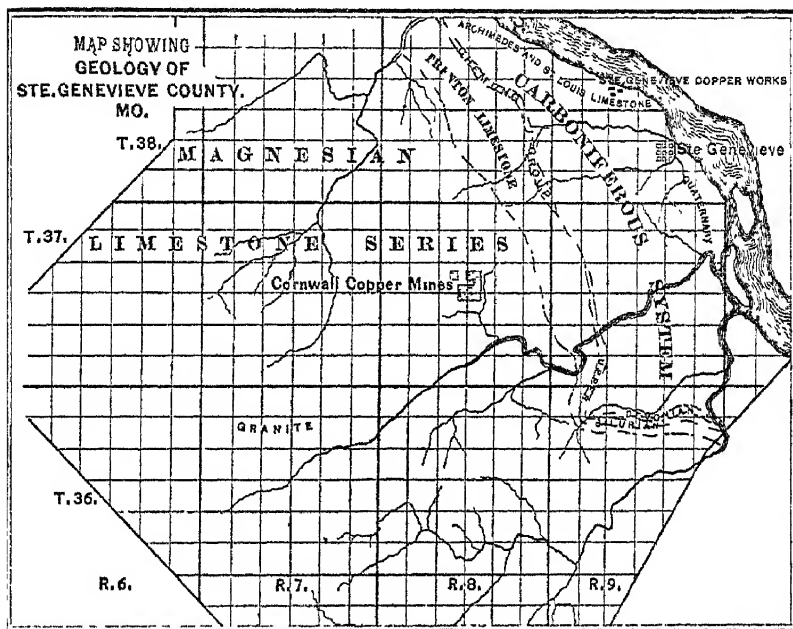 MAP SHOWING
GEOLOGY OF
STE. GENEVIEVE COUNTY.
MO.
ARCHIMEDES AND ST. LOUIS LIMESTONE
STE. GENEVIEVE COPPER WORKS
TRENTON LIMESTONE
CARBONIFEROUS
SYSTEM
GROUP
Ste Genevieve
QUATERNARY
T.38.
MAGNESIAN
T.37.
LIMESTONE SERIES
Cornwall Copper Mines
UPPER
SILURIAN
DEVONIAN
GRANITE
T.36.
R.6.
R.7.
R.8.
R.9.